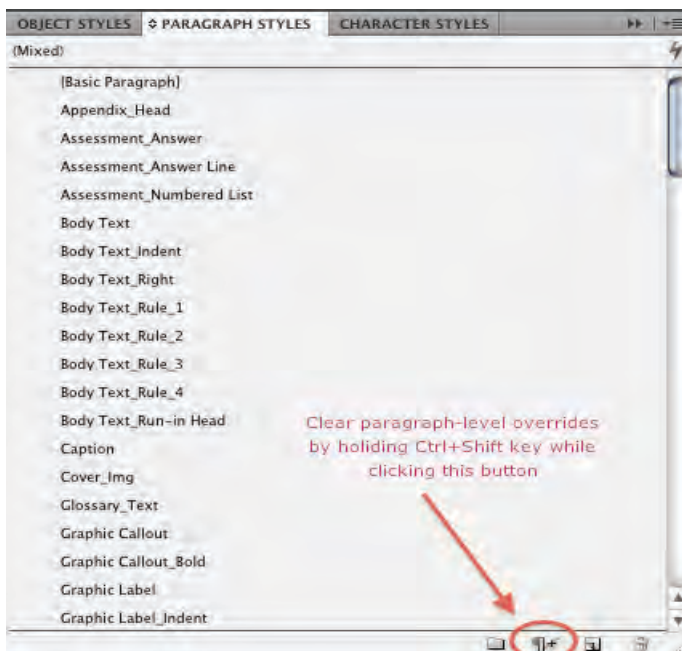 OBJECT STYLES PARAGRAPH STYLES CHARACTER STYLES
(Mixed)
[Basic Paragraph]
Appendix_Head
Assessment_Answer
Assessment_Answer Line
Assessment_Numbered List
Body Text
Body Text_Indent
Body Text_Right
Body Text_Rule_1
Body Text_Rule_2
Body Text_Rule_3
Body Text_Rule_4
Body Text_Run-in Head
Caption
Cover_Img
Glossary_Text
Graphic Callout
Graphic Callout_Bold
Graphic Label
Graphic Label_Indent
Clear paragraph-level overrides
by holiding Ctrl+Shift key while
clicking this button